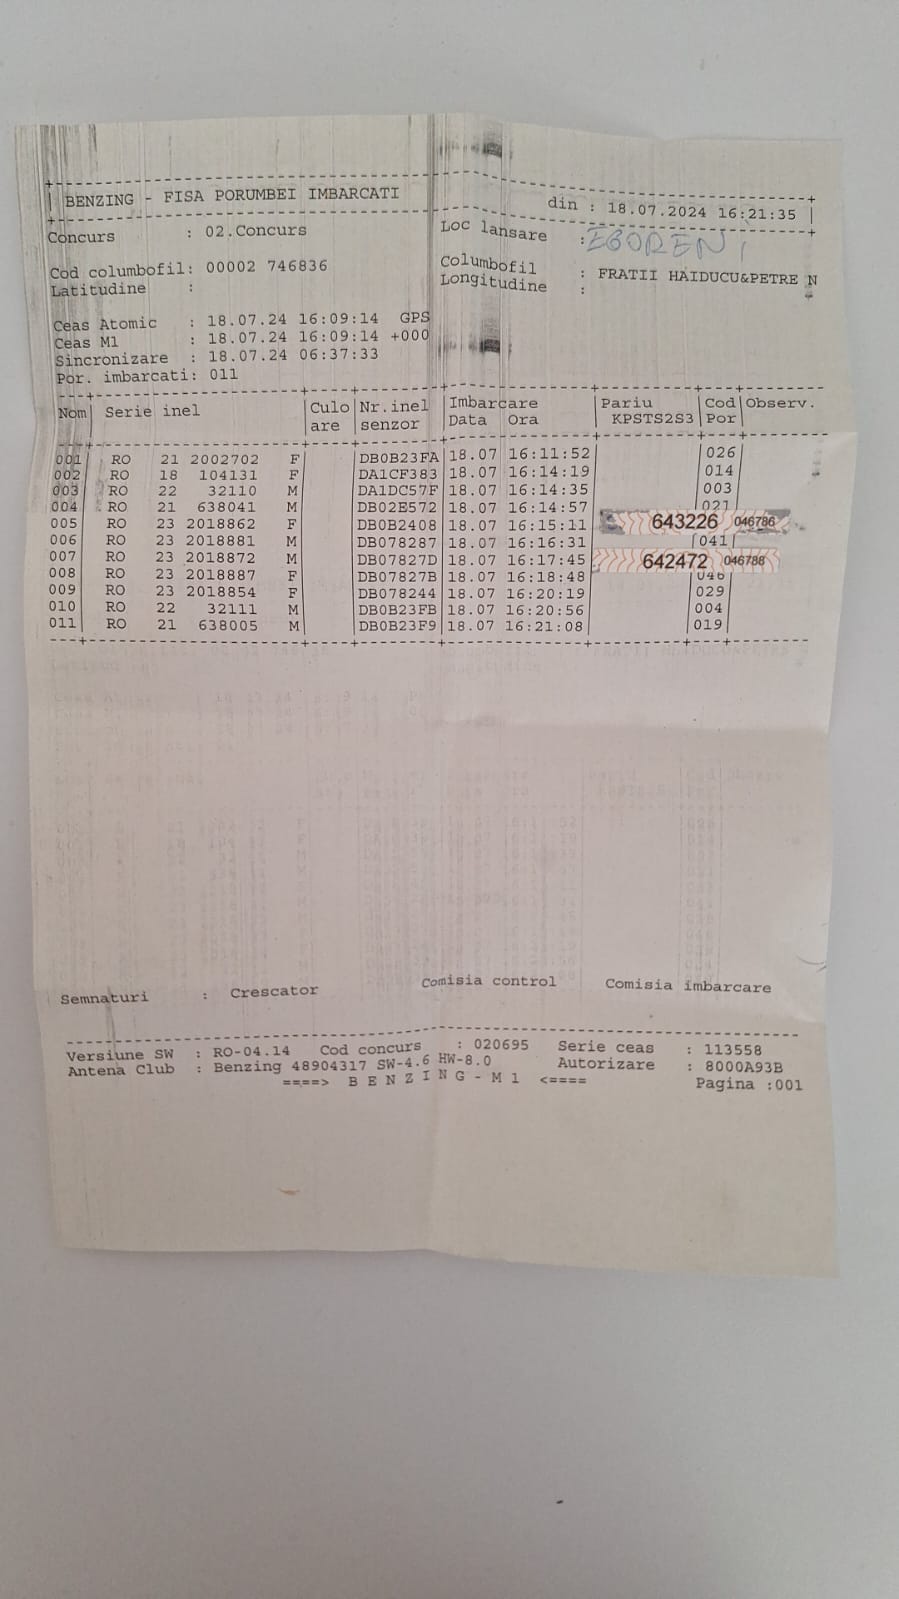 BENZING - FISA PORUMBEI IMBARCATI din : 18.07.2024 16:21:35
Concurs : 02.Concurs Loc lansare :
Cod columbofil: 00002 746836 Columbofil : FRATII HAIDUCU&PETRE N
Latitudine : Longitudine :
Ceas Atomic : 18.07.24 16:09:14 GPS
Ceas M1 : 18.07.24 16:09:14 +000
Sincronizare : 18.07.24 06:37:33
Por. imbarcati: 011
Nom Serie inel Culo Nr.inel Imbarcare Pariu Cod Observ.
are senzor Data Ora KPSTS2S3 Por
001 RO 21 2002702 F DB0B23FA 18.07 16:11:52 026
002 RO 18 104131 F DA1CF383 18.07 16:14:19 014
003 RO 22 32110 M DA1DC57F 18.07 16:14:35 003
004 RO 21 638041 M DB02E572 18.07 16:14:57 021
005 RO 23 2018862 F DB0B2408 18.07 16:15:11 643226 046786
006 RO 23 2018881 M DB078287 18.07 16:16:31 041
007 RO 23 2018872 M DB07827D 18.07 16:17:45 642472 046788
008 RO 23 2018887 F DB07827B 18.07 16:18:48 046
009 RO 23 2018854 F DB078244 18.07 16:20:19 029
010 RO 22 32111 M DB0B23FB 18.07 16:20:56 004
011 RO 21 638005 M DB0B23F9 18.07 16:21:08 019
Semnaturi : Crescator Comisia control Comisia imbarcare
Versiune SW : RO-04.14 Cod concurs : 020695 Serie ceas : 113558
Antena Club : Benzing 48904317 SW-4.6 HW-8.0 Autorizare : 8000A93B
====> B E N Z I N G - M 1 <==== Pagina :001